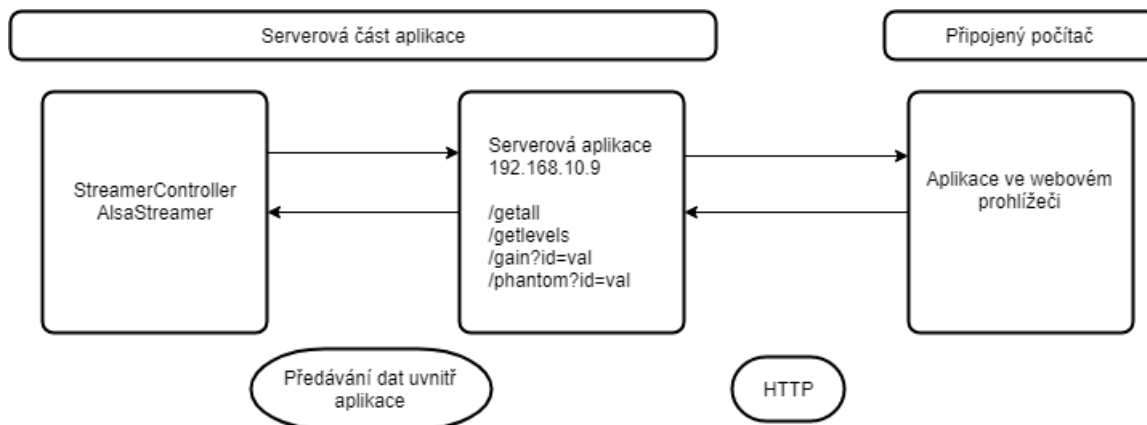 Serverová část aplikace
Připojený počítač
StreamerController
AlsaStreamer
Serverová aplikace
192.168.10.9
/getall
/getlevels
/gain?id=val
/phantom?id=val
Aplikace ve webovém
prohlížeči
Předávání dat uvnitř
aplikace
HTTP